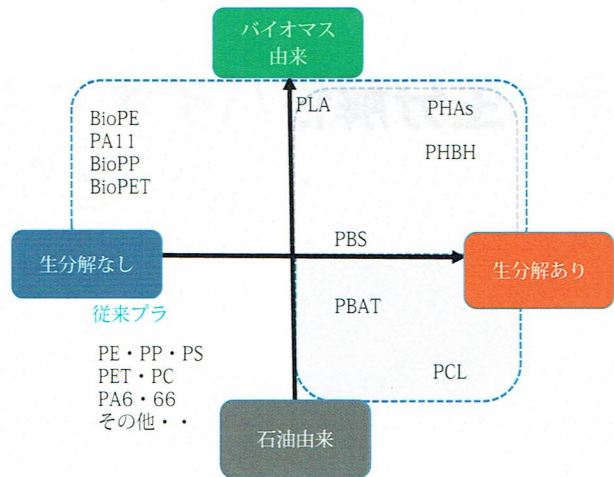 バイオマス
由来
PLA
PHAs
PHBH
BioPE
PA11
BioPP
BioPET
PBS
生分解なし
生分解あり
従来プラ
PBAT
PE・PP・PS
PET・PC
PA6・66
その他・・
PCL
石油由来